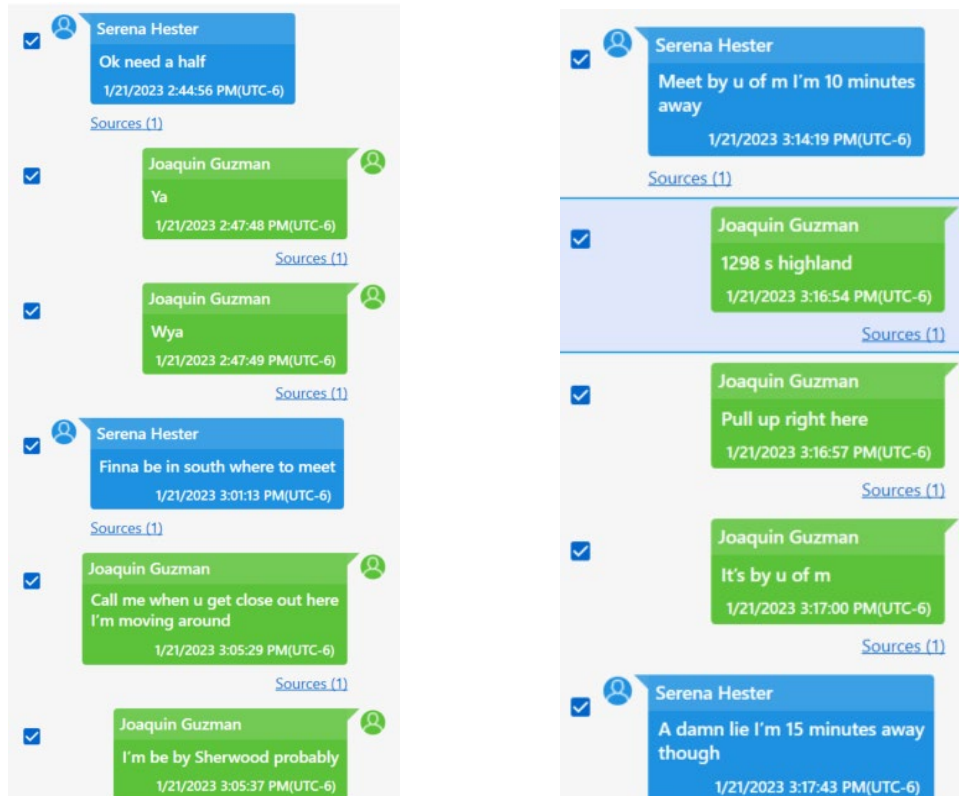 Serena Hester
Ok need a half
1/21/2023 2:44:56 PM(UTC-6)
Sources (1)
Joaquin Guzman
Ya
1/21/2023 2:47:48 PM(UTC-6)
Sources (1)
Joaquin Guzman
Wya
1/21/2023 2:47:49 PM(UTC-6)
Sources (1)
Serena Hester
Finna be in south where to meet
1/21/2023 3:01:13 PM(UTC-6)
Sources (1)
Joaquin Guzman
Call me when u get close out here
I'm moving around
1/21/2023 3:05:29 PM(UTC-6)
Sources (1)
Joaquin Guzman
I'm be by Sherwood probably
1/21/2023 3:05:37 PM(UTC-6)
Serena Hester
Meet by u of m I'm 10 minutes
away
1/21/2023 3:14:19 PM(UTC-6)
Sources (1)
Joaquin Guzman
1298 s highland
1/21/2023 3:16:54 PM(UTC-6)
Sources (1)
Joaquin Guzman
Pull up right here
1/21/2023 3:16:57 PM(UTC-6)
Sources (1)
Joaquin Guzman
It's by u of m
1/21/2023 3:17:00 PM(UTC-6)
Sources (1)
Serena Hester
A damn lie I'm 15 minutes away
though
1/21/2023 3:17:43 PM(UTC-6)